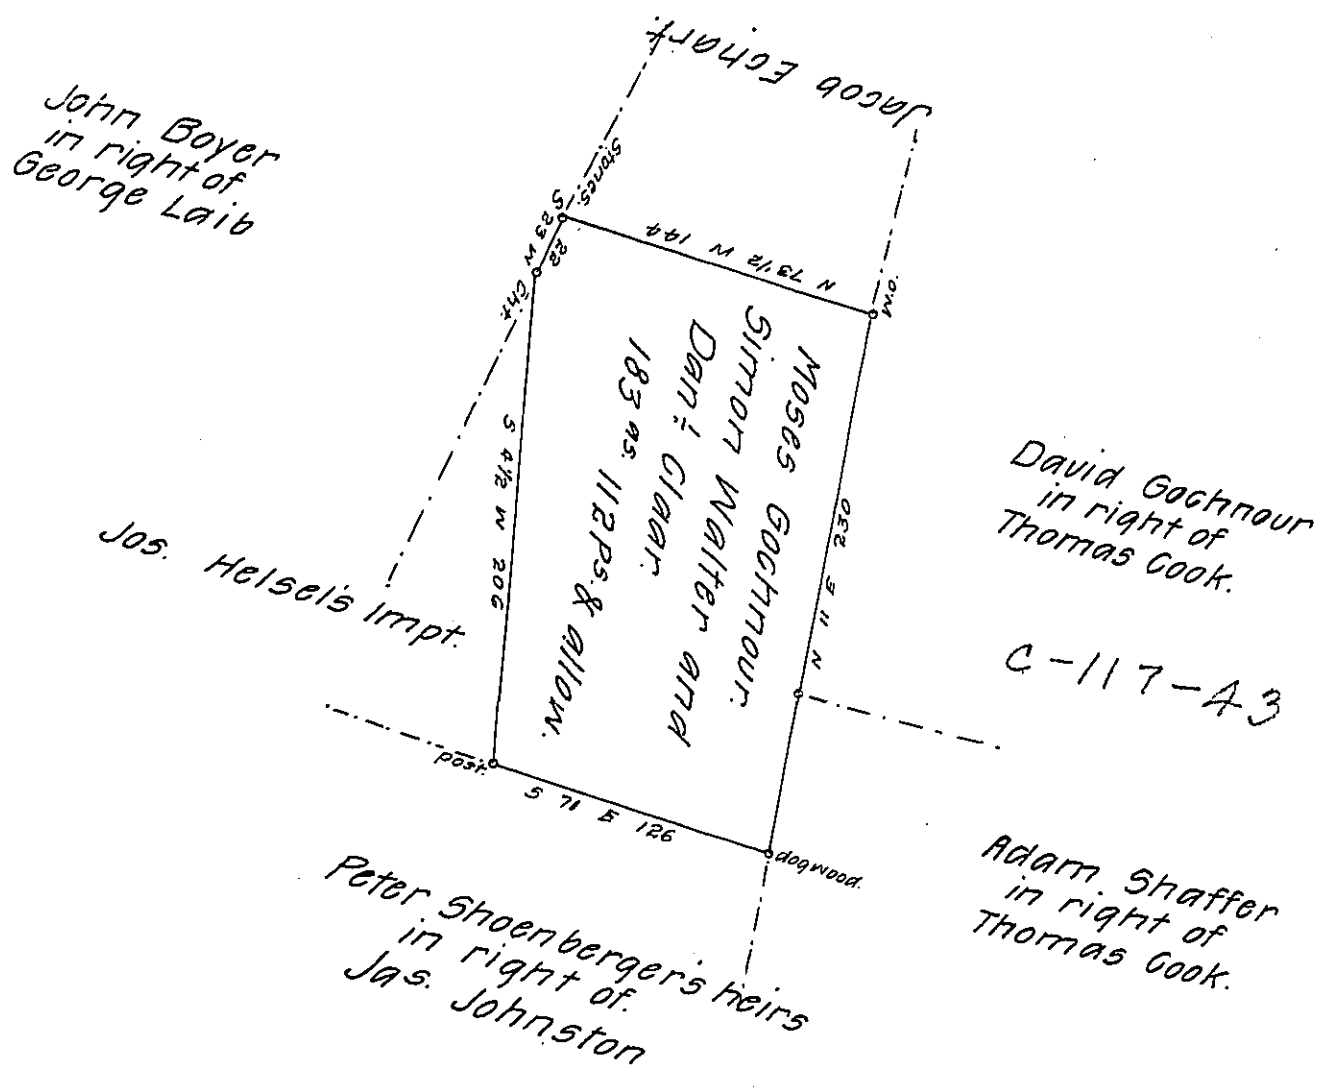 Jacob Echart
John Boyer
in right of
George Laib
Stones.
S 23 W
22
Cht.
N 73 1/2 W 144
W.O.
Moses Gochnour.
Simon Walter and
Dan.l Claar.
183 as. 112 ps. & allow.
S 4 1/2 W 206
N 11 E 230
David Gochnour
in right of
Thomas Cook.
Jos. Helsel's Impt.
C-117-43
post.
S 71 E 126
dogwood.
Adam Shaffer
in right of
Thomas Cook.
Peter Shoenberger's heirs
in right of.
Jas. Johnston